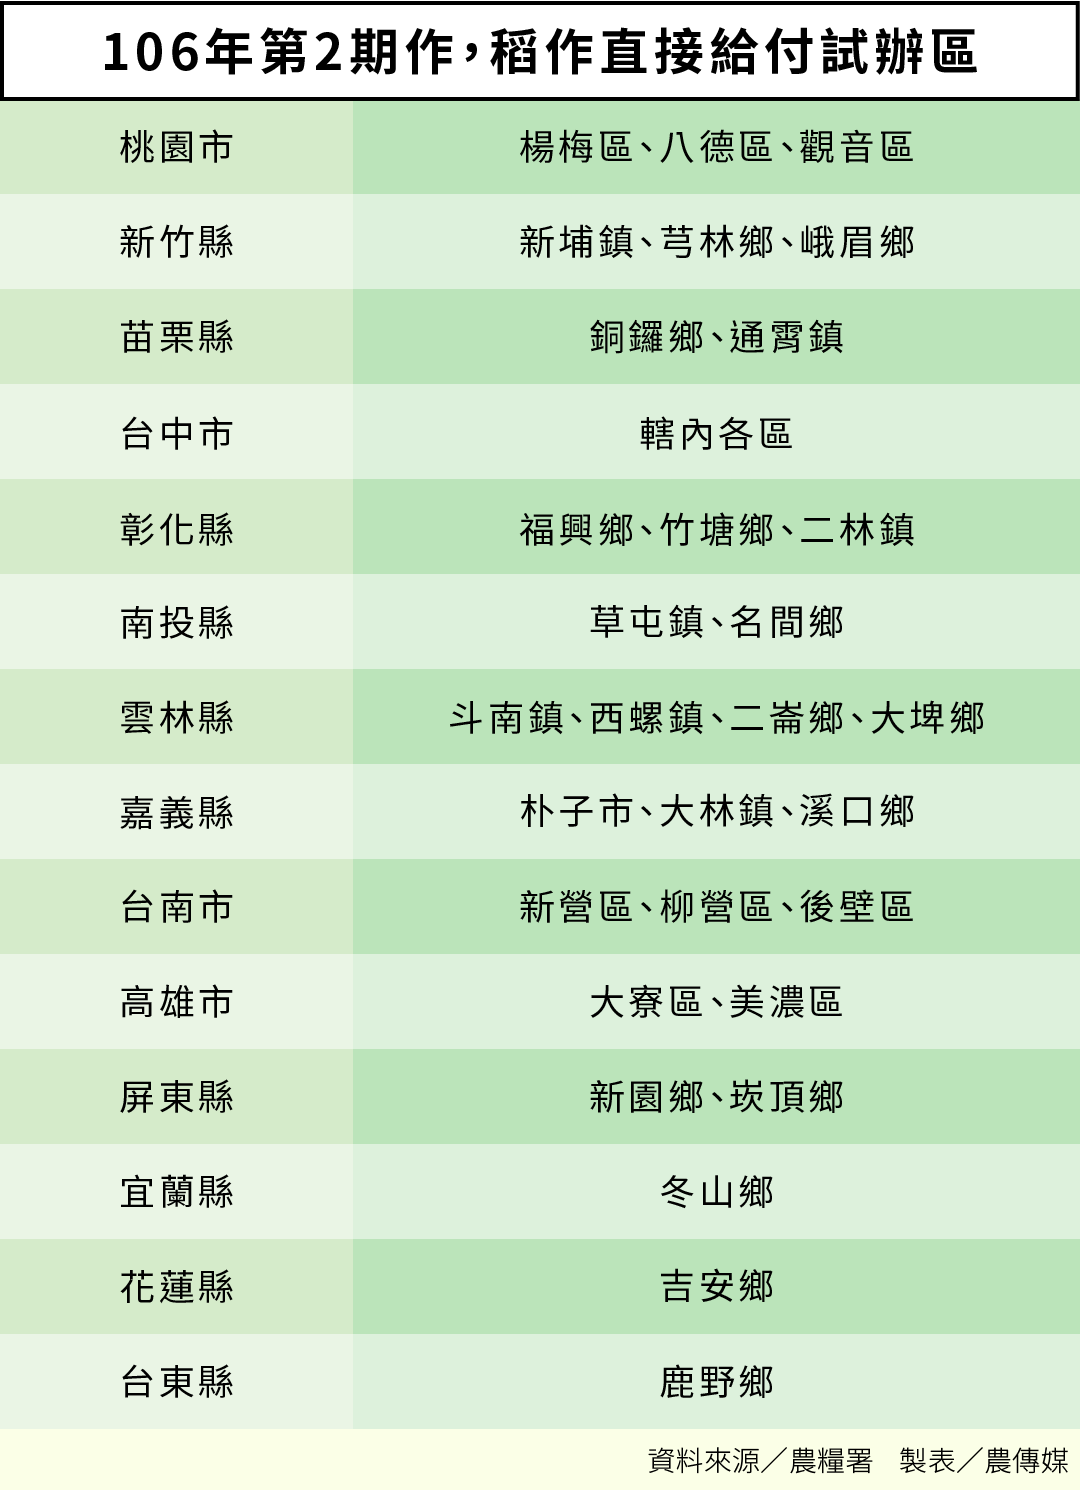 106年第2期作，稻作直接給付試辦區
桃園市 楊梅區、八德區、觀音區
新竹縣 新埔鎮、芎林鄉、峨眉鄉
苗栗縣 銅鑼鄉、通霄鎮
台中市 轄內各區
彰化縣 福興鄉、竹塘鄉、二林鎮
南投縣 草屯鎮、名間鄉
雲林縣 斗南鎮、西螺鎮、二崙鄉、大埤鄉
嘉義縣 朴子市、大林鎮、溪口鄉
台南市 新營區、柳營區、後壁區
高雄市 大寮區、美濃區
屏東縣 新園鄉、崁頂鄉
宜蘭縣 冬山鄉
花蓮縣 吉安鄉
台東縣 鹿野鄉
資料來源／農糧署　製表／農傳媒